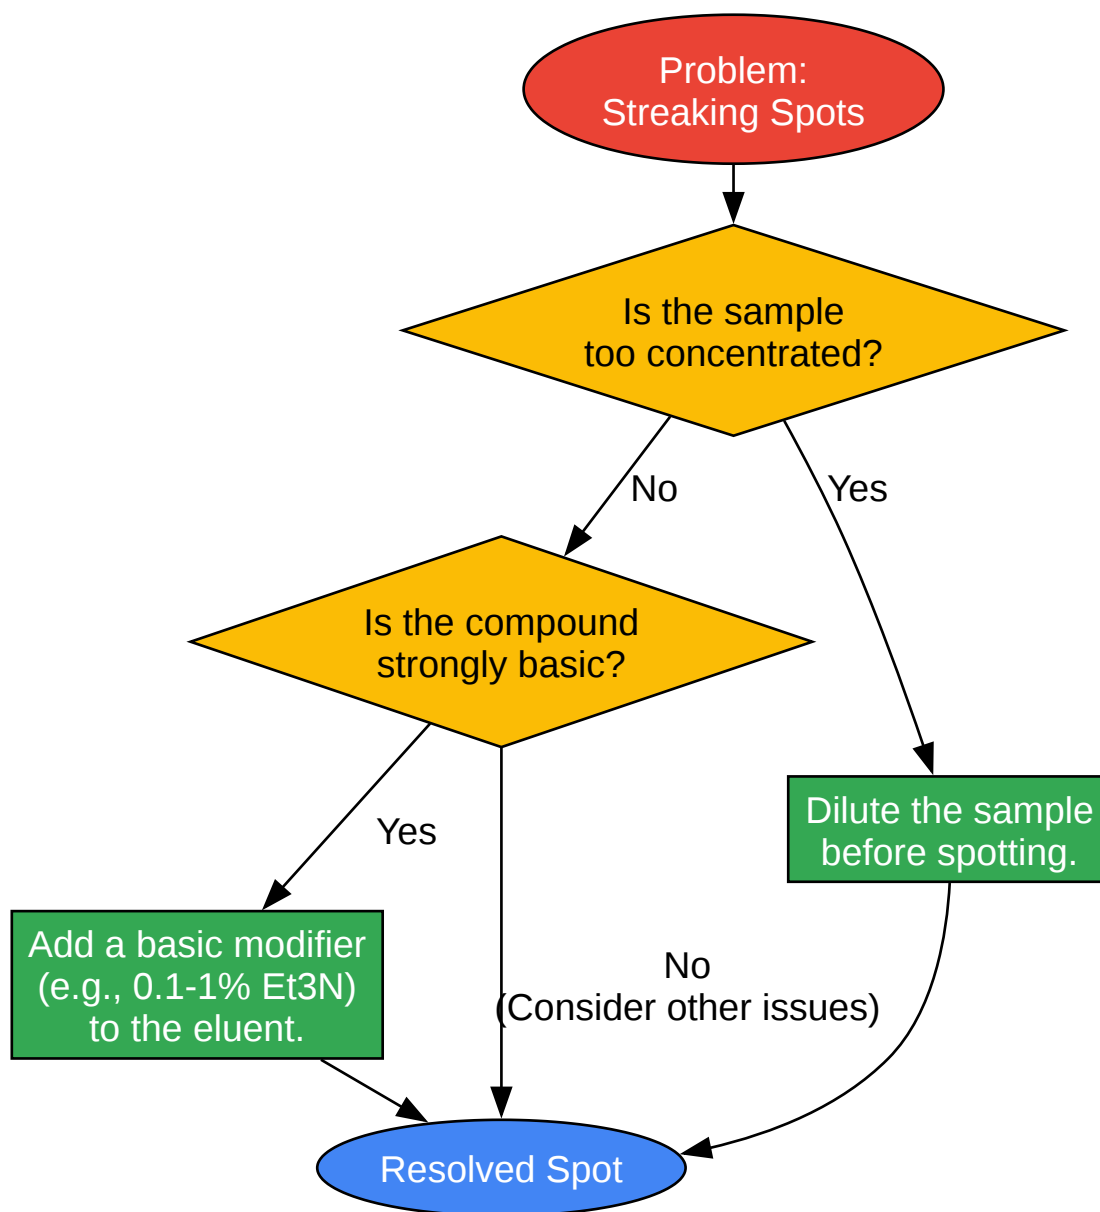 Problem:
Streaking Spots
Is the sample
too concentrated?
No
Yes
Is the compound
strongly basic?
Dilute the sample
before spotting.
Yes
Add a basic modifier
(e.g., 0.1-1% Et3N)
to the eluent.
No
(Consider other issues)
Resolved Spot